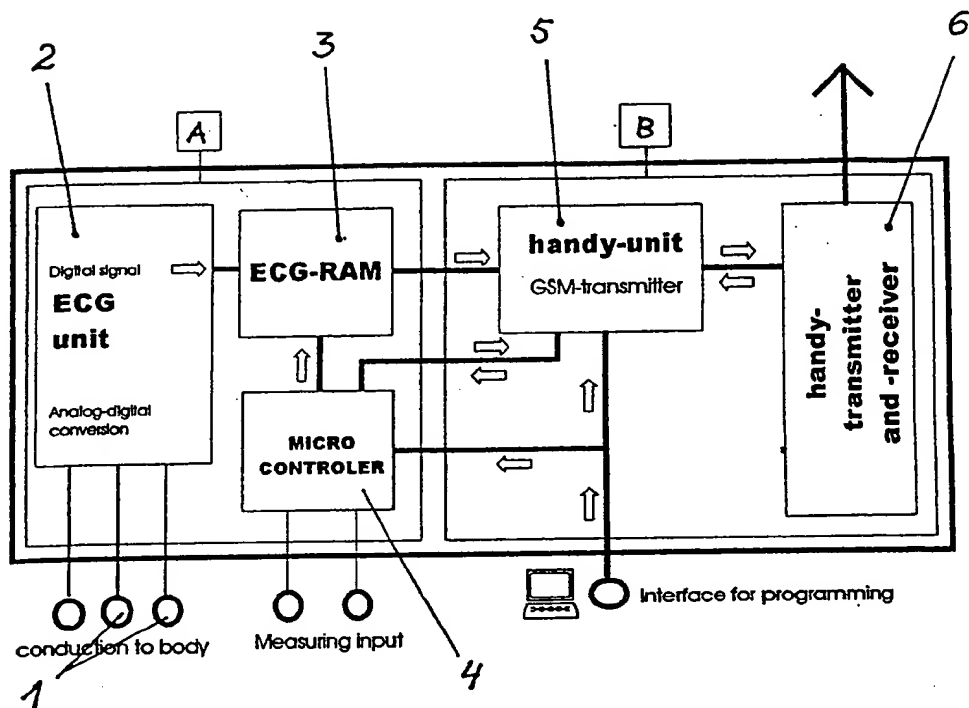 2
3
5
6
A
B
Digital signal
ECG
unit
Analog-digital
conversion
ECG-RAM
MICRO
CONTROLER
handy-unit
GSM-transmitter
handy-
transmitter
and -receiver
conduction to body
Measuring input
Interface for programming
1
4